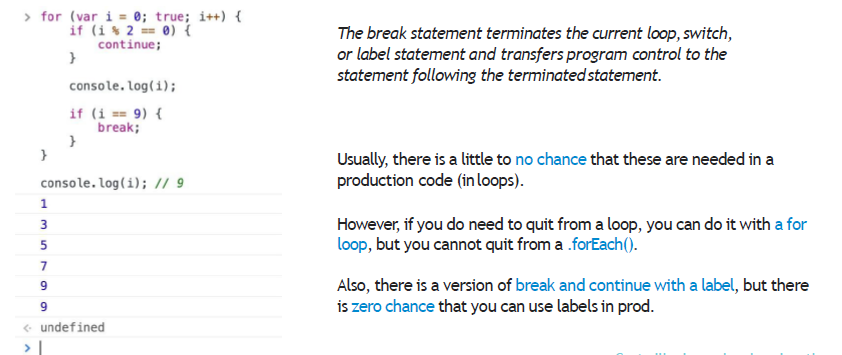 > for (var i = 0; true; i++) {
if (i % 2 == 0) {
continue;
}
console.log(i);
if (i == 9) {
break;
}
}
console.log(i); // 9
1
3
5
7
9
9
<· undefined
> |
The break statement terminates the current loop, switch,
or label statement and transfers program control to the
statement following the terminated statement.
Usually, there is a little to no chance that these are needed in a
production code (in loops).
However, if you do need to quit from a loop, you can do it with a for
loop, but you cannot quit from a .forEach().
Also, there is a version of break and continue with a label, but there
is zero chance that you can use labels in prod.